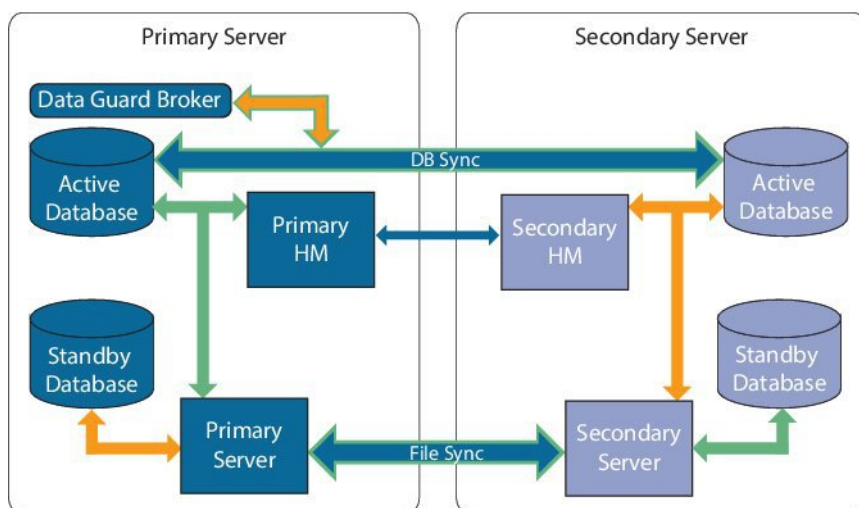 Primary Server
Secondary Server
Data Guard Broker
DB Sync
Active
Database
Active
Database
Primary
HM
Secondary
HM
Standby
Database
Standby
Database
Primary
Server
File Sync
Secondary
Server